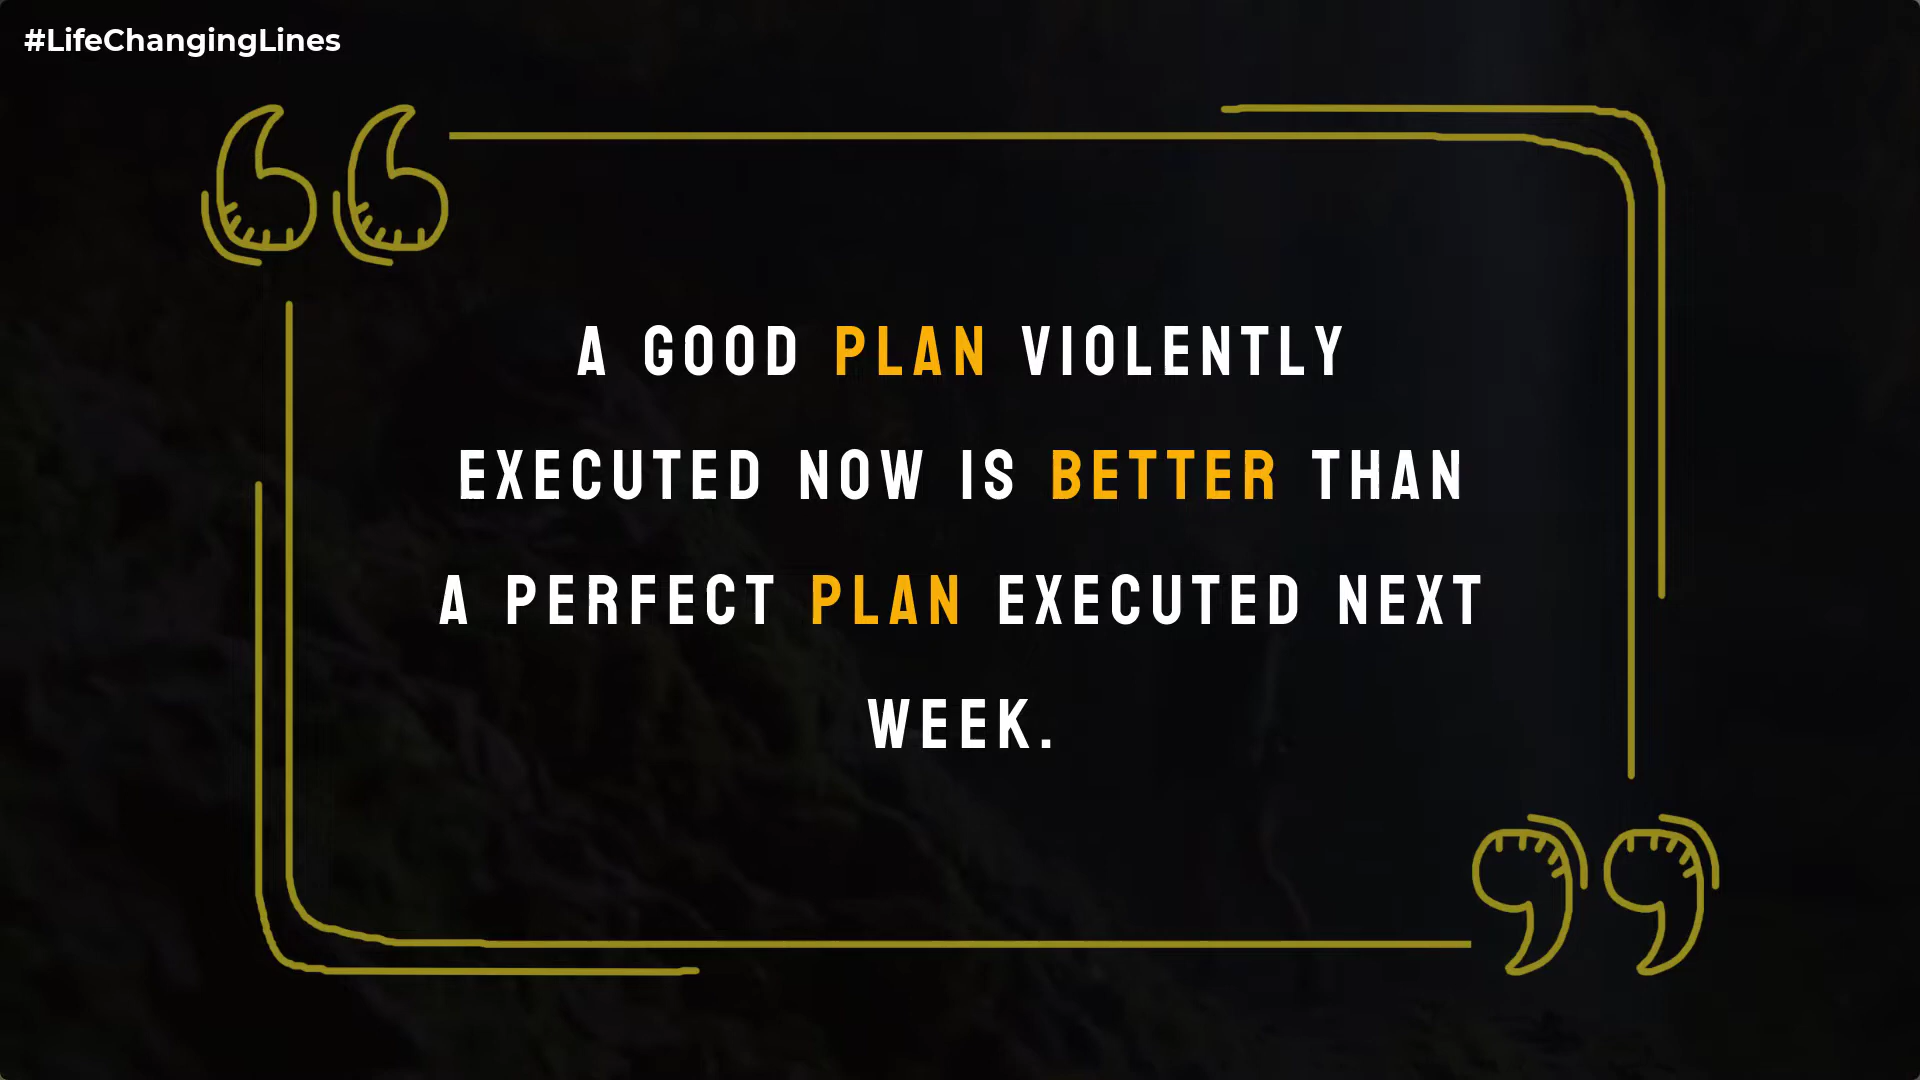 #LifeChangingLines
A GOOD PLAN VIOLENTLY
EXECUTED NOW IS BETTER THAN
A PERFECT PLAN EXECUTED NEXT
WEEK.